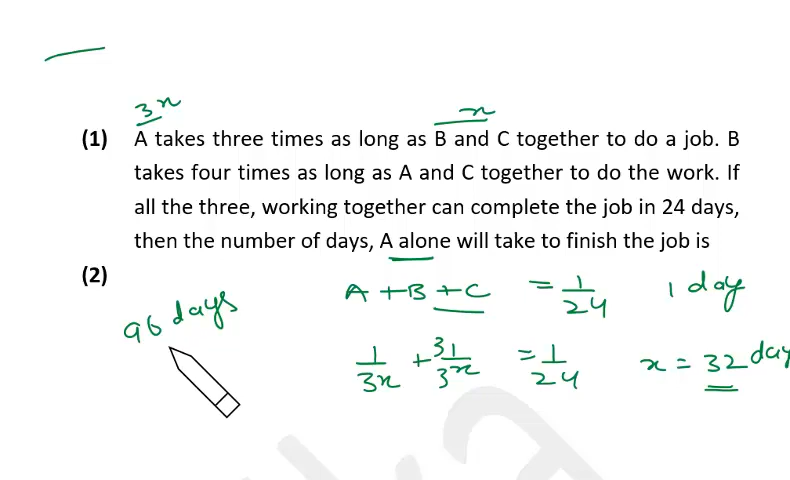 3x x
(1) A takes three times as long as B and C together to do a job. B
takes four times as long as A and C together to do the work. If
all the three, working together can complete the job in 24 days,
then the number of days, A alone will take to finish the job is
(2)
A + B + C = 1/24 1 day
96 days
1/3x + 31/3x = 1/24 x = 32 day